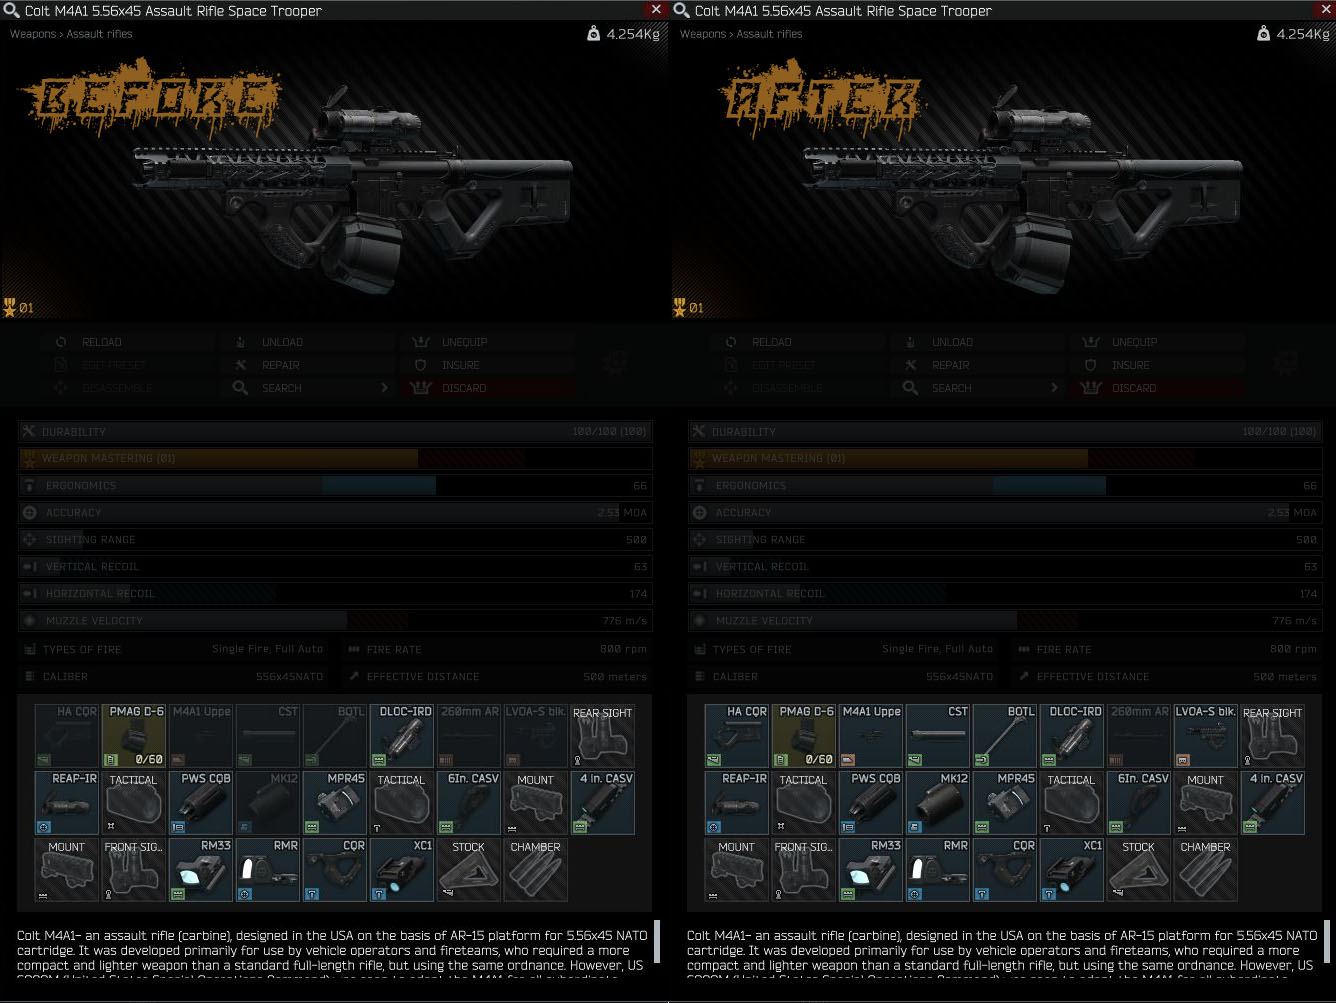 Colt M4A1 5.56x45 Assault Rifle Space Trooper
Weapons > Assault rifles
4.254Kg
BEFORE
01
RELOAD UNLOAD UNEQUIP
EDIT PRESET REPAIR INSURE
DISASSEMBLE SEARCH DISCARD
DURABILITY 100/100 (100)
WEAPON MASTERING (01)
ERGONOMICS 66
ACCURACY 2,53 MOA
SIGHTING RANGE 500
VERTICAL RECOIL 63
HORIZONTAL RECOIL 174
MUZZLE VELOCITY 776 m/s
TYPES OF FIRE Single Fire, Full Auto FIRE RATE 800 rpm
CALIBER 556x45NATO EFFECTIVE DISTANCE 500 meters
HA CQR PMAG D-6 M4A1 Uppe CST BOTL DLOC-IRD 260mm AR LVOA-S blk. REAR SIGHT
0/60
REAP-IR TACTICAL PWS CQB MK12 MPR45 TACTICAL 6In. CASV MOUNT 4 in. CASV
MOUNT FRONT SIG.. RM33 RMR CQR XC1 STOCK CHAMBER
Colt M4A1- an assault rifle (carbine), designed in the USA on the basis of AR-15 platform for 5.56x45 NATO
cartridge. It was developed primarily for use by vehicle operators and fireteams, who required a more
compact and lighter weapon than a standard full-length rifle, but using the same ordnance. However, US
Colt M4A1 5.56x45 Assault Rifle Space Trooper
Weapons > Assault rifles
4.254Kg
AFTER
01
RELOAD UNLOAD UNEQUIP
EDIT PRESET REPAIR INSURE
DISASSEMBLE SEARCH DISCARD
DURABILITY 100/100 (100)
WEAPON MASTERING (01)
ERGONOMICS 66
ACCURACY 2,53 MOA
SIGHTING RANGE 500
VERTICAL RECOIL 63
HORIZONTAL RECOIL 174
MUZZLE VELOCITY 776 m/s
TYPES OF FIRE Single Fire, Full Auto FIRE RATE 800 rpm
CALIBER 556x45NATO EFFECTIVE DISTANCE 500 meters
HA CQR PMAG D-6 M4A1 Uppe CST BOTL DLOC-IRD 260mm AR LVOA-S blk. REAR SIGHT
0/60
REAP-IR TACTICAL PWS CQB MK12 MPR45 TACTICAL 6In. CASV MOUNT 4 in. CASV
MOUNT FRONT SIG.. RM33 RMR CQR XC1 STOCK CHAMBER
Colt M4A1- an assault rifle (carbine), designed in the USA on the basis of AR-15 platform for 5.56x45 NATO
cartridge. It was developed primarily for use by vehicle operators and fireteams, who required a more
compact and lighter weapon than a standard full-length rifle, but using the same ordnance. However, US